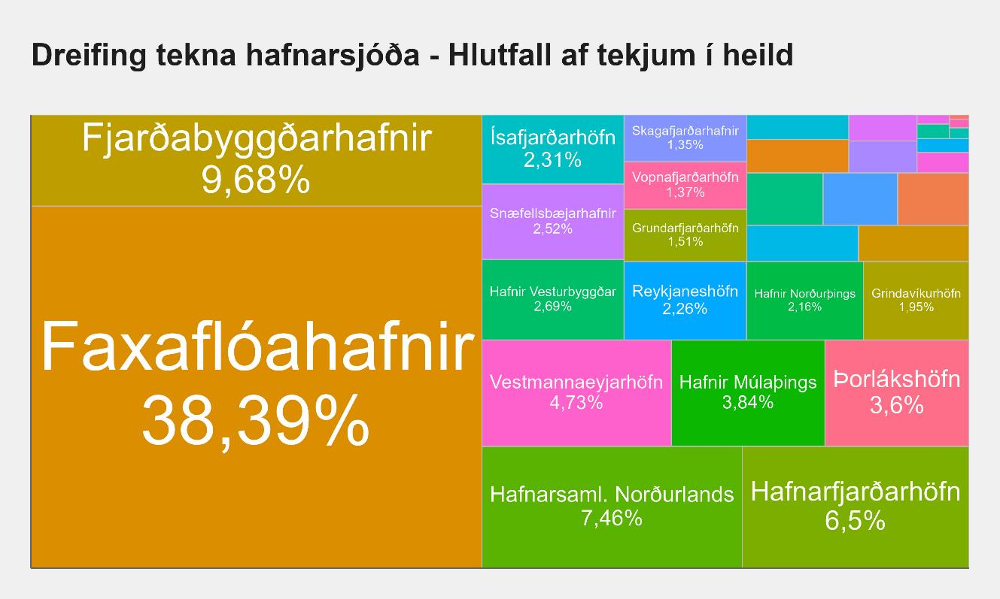 Dreifing tekna hafnarsjóða - Hlutfall af tekjum í heild
Fjarðabyggðarhafnir
9,68%
Faxaflóahafnir
38,39%
Ísafjarðarhöfn
2,31%
Snæfellsbæjarhafnir
2,52%
Hafnir Vesturbyggðar
2,69%
Skagafjarðarhafnir
1,35%
Vopnafjarðarhöfn
1,37%
Grundarfjarðarhöfn
1,51%
Reykjaneshöfn
2,26%
Hafnir Norðurþings
2,16%
Grindavíkurhöfn
1,95%
Vestmannaeyjarhöfn
4,73%
Hafnir Múlaþings
3,84%
Þorlákshöfn
3,6%
Hafnarsaml. Norðurlands
7,46%
Hafnarfjarðarhöfn
6,5%